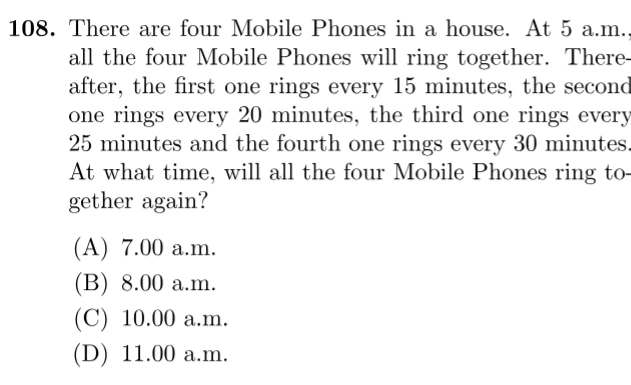 108. There are four Mobile Phones in a house. At 5 a.m.,
all the four Mobile Phones will ring together. There-
after, the first one rings every 15 minutes, the second
one rings every 20 minutes, the third one rings every
25 minutes and the fourth one rings every 30 minutes.
At what time, will all the four Mobile Phones ring to-
gether again?
(A) 7.00 a.m.
(B) 8.00 a.m.
(C) 10.00 a.m.
(D) 11.00 a.m.